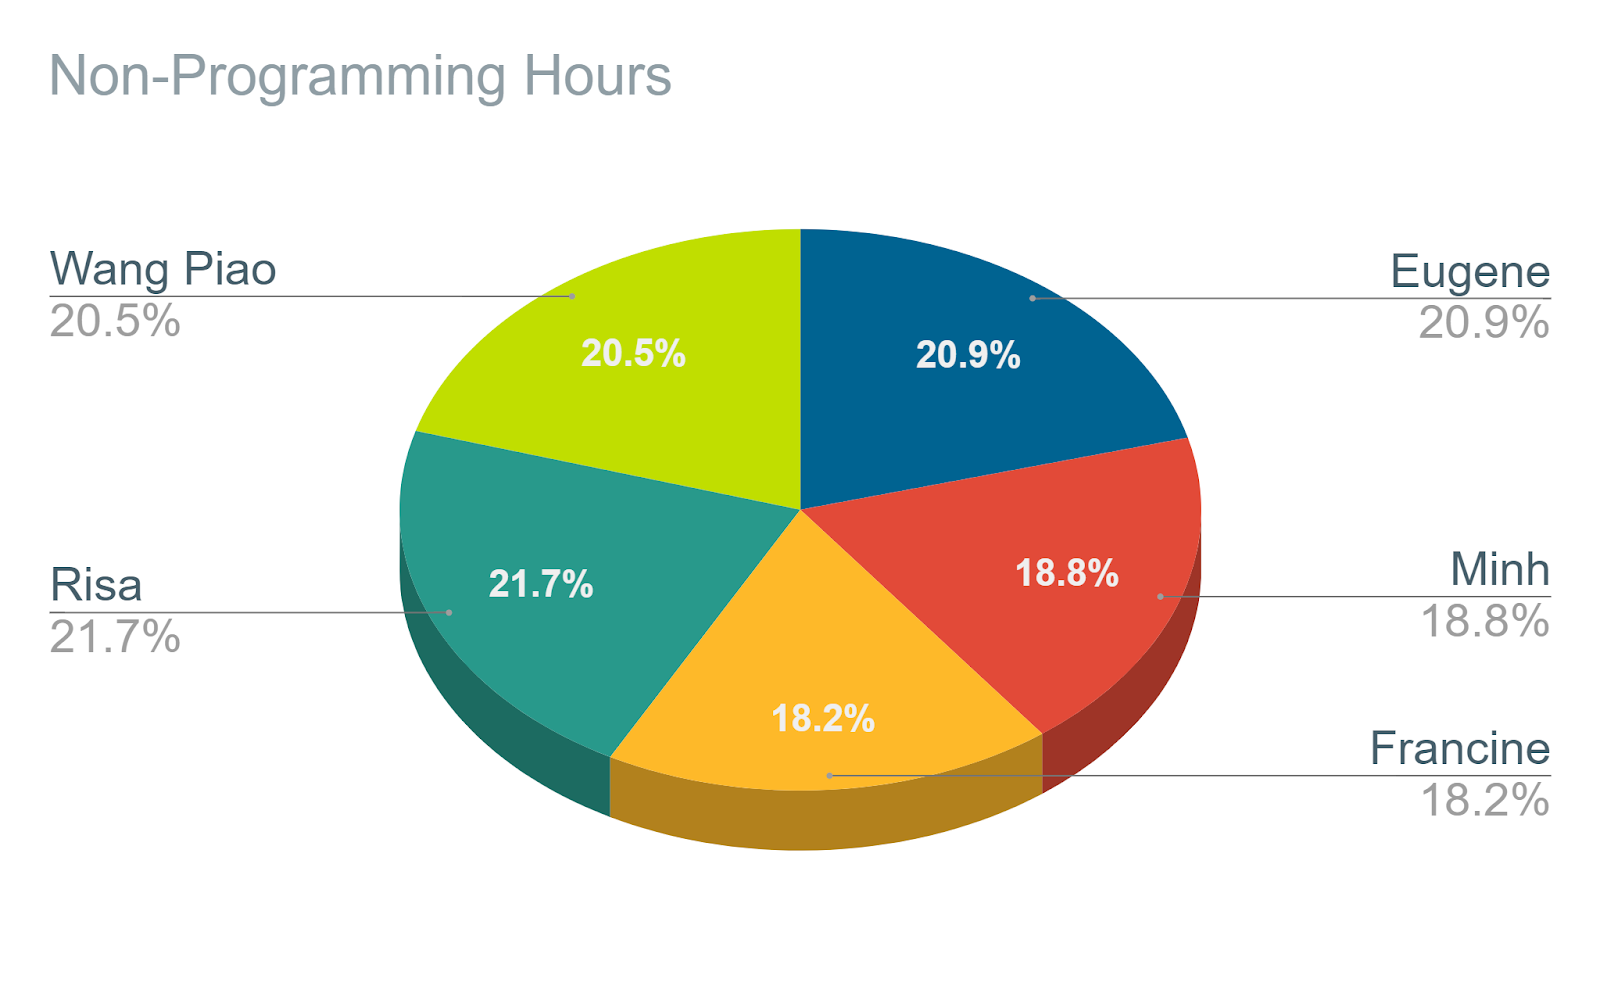 Non-Programming Hours
Wang Piao
20.5%
Eugene
20.9%
20.5%
20.9%
Risa
21.7%
21.7%
18.8%
Minh
18.8%
18.2%
Francine
18.2%